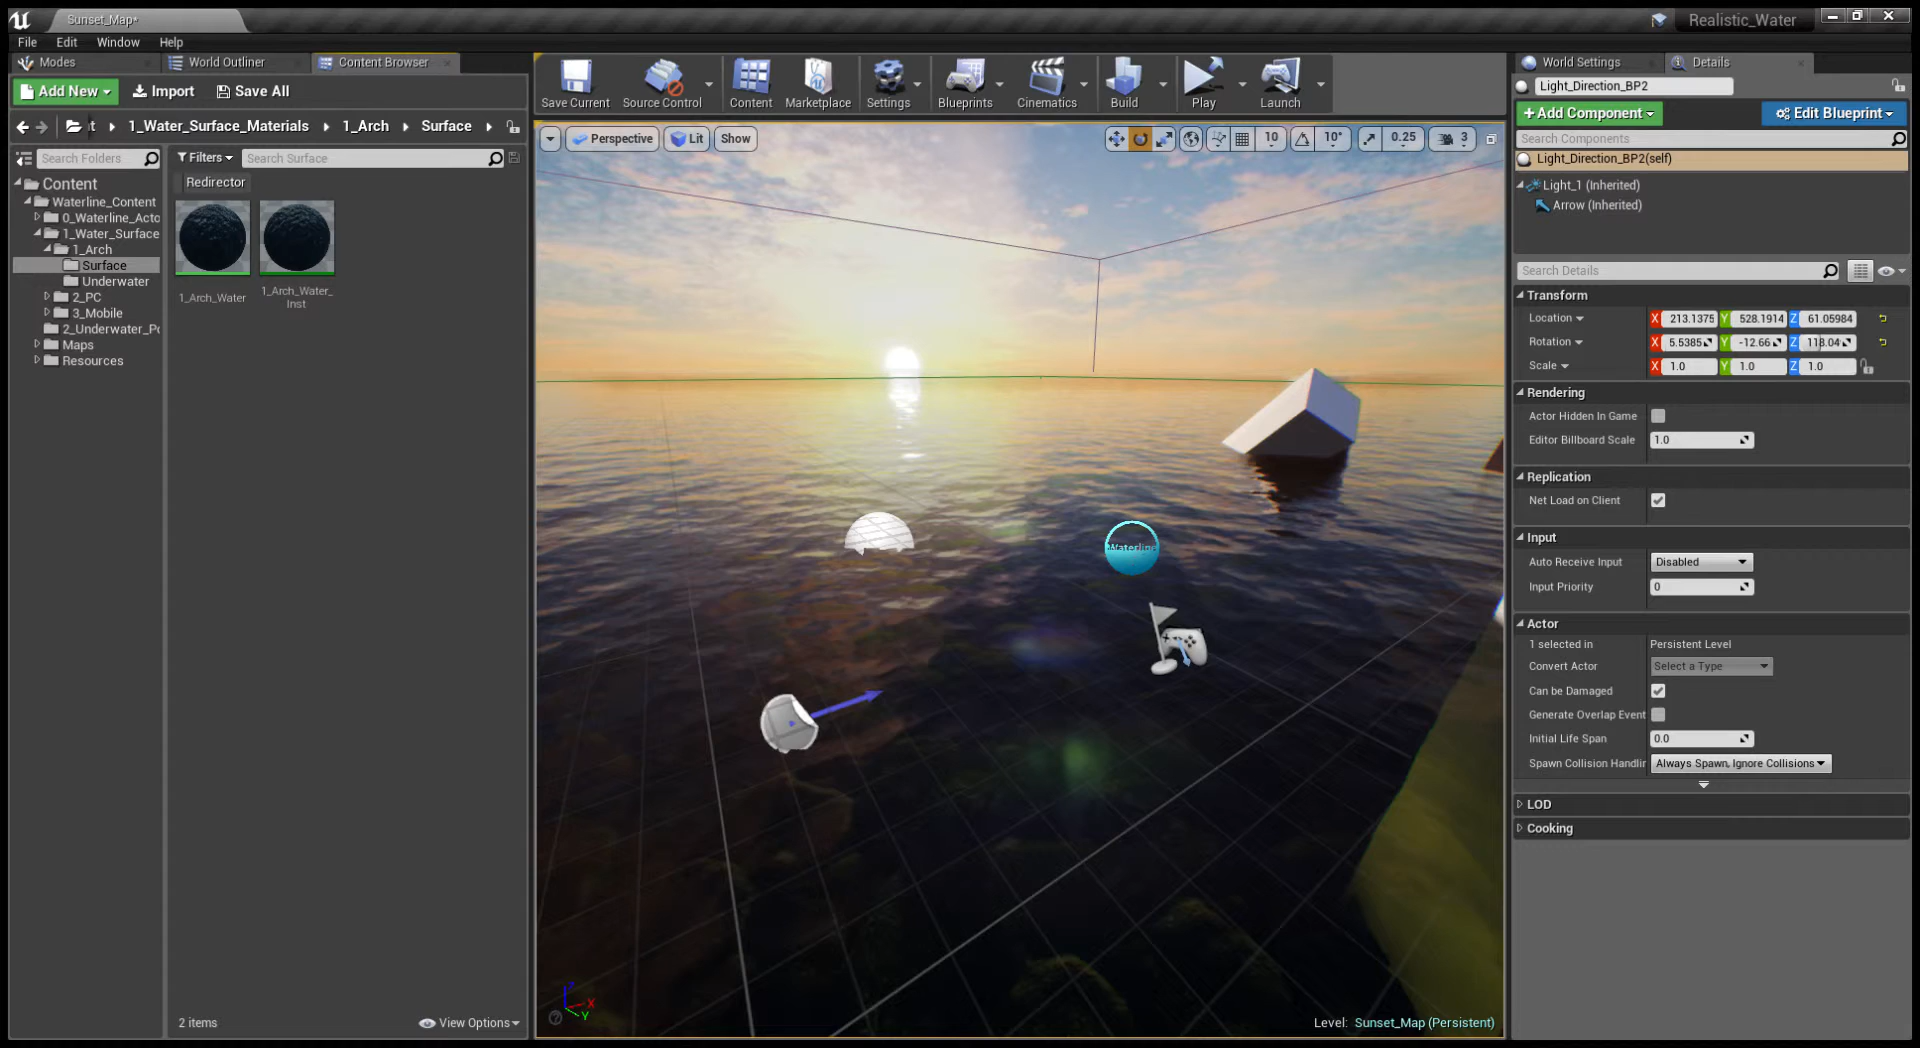 Sunset_Map*
Realistic_Water
File Edit Window Help
Modes
World Outliner
Content Browser
Add New
Import
Save All
Save Current
Source Control
Content
Marketplace
Settings
Blueprints
Cinematics
Build
Play
Launch
World Settings
Details
Light_Direction_BP2
+Add Component
Edit Blueprint
Search Components
Light_Direction_BP2(self)
Light_1 (Inherited)
Arrow (Inherited)
1_Water_Surface_Materials
1_Arch
Surface
Search Folders
Filters
Search Surface
Redirector
Content
Waterline_Content
0_Waterline_Acto
1_Water_Surface
1_Arch
Surface
Underwater
2_PC
3_Mobile
2_Underwater_Po
Maps
Resources
1_Arch_Water
1_Arch_Water_
Inst
2 items
View Options
Perspective
Lit
Show
10
10°
0.25
3
Waterline
X
Y
Level: Sunset_Map (Persistent)
Search Details
Transform
Location X 213.1375 Y 528.1914 Z 61.05984
Rotation X 5.5385 Y -12.66 Z 118.04
Scale X 1.0 Y 1.0 Z 1.0
Rendering
Actor Hidden In Game
Editor Billboard Scale 1.0
Replication
Net Load on Client
Input
Auto Receive Input Disabled
Input Priority 0
Actor
1 selected in Persistent Level
Convert Actor Select a Type
Can be Damaged
Generate Overlap Event
Initial Life Span 0.0
Spawn Collision Handlin Always Spawn, Ignore Collisions
LOD
Cooking